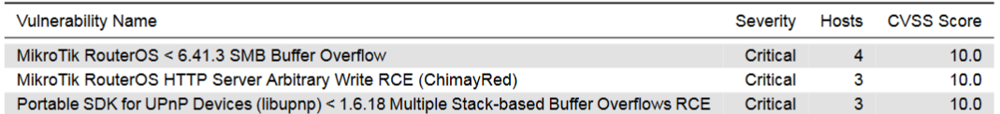 Vulnerability Name Severity Hosts CVSS Score
MikroTik RouterOS < 6.41.3 SMB Buffer Overflow Critical 4 10.0
MikroTik RouterOS HTTP Server Arbitrary Write RCE (ChimayRed) Critical 3 10.0
Portable SDK for UPnP Devices (libupnp) < 1.6.18 Multiple Stack-based Buffer Overflows RCE Critical 3 10.0